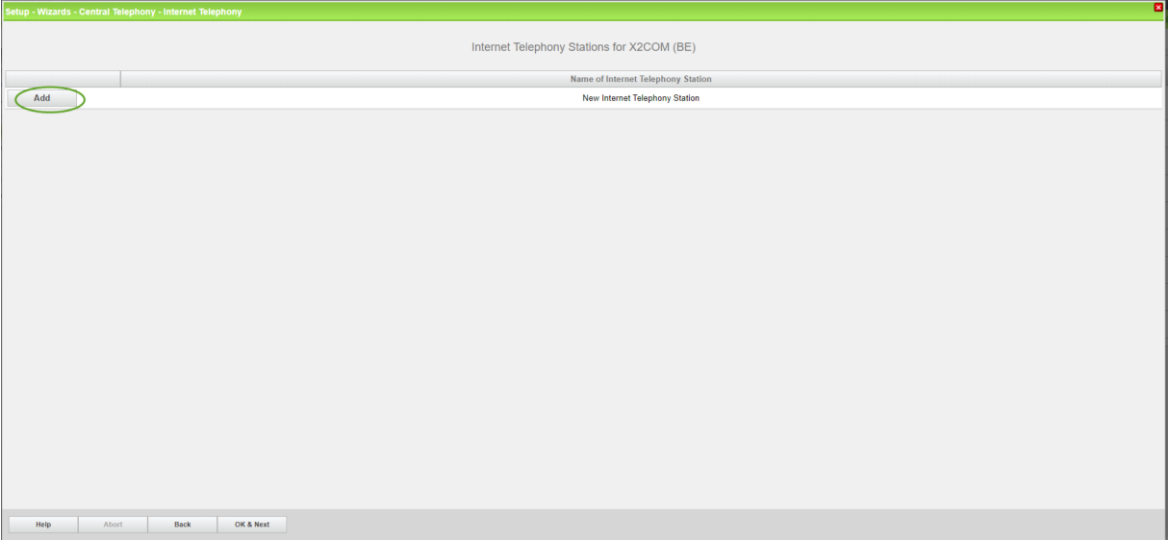 Setup - Wizards - Central Telephony - Internet Telephony
Internet Telephony Stations for X2COM (BE)
Name of Internet Telephony Station
Add New Internet Telephony Station
Help Abort Back OK & Next